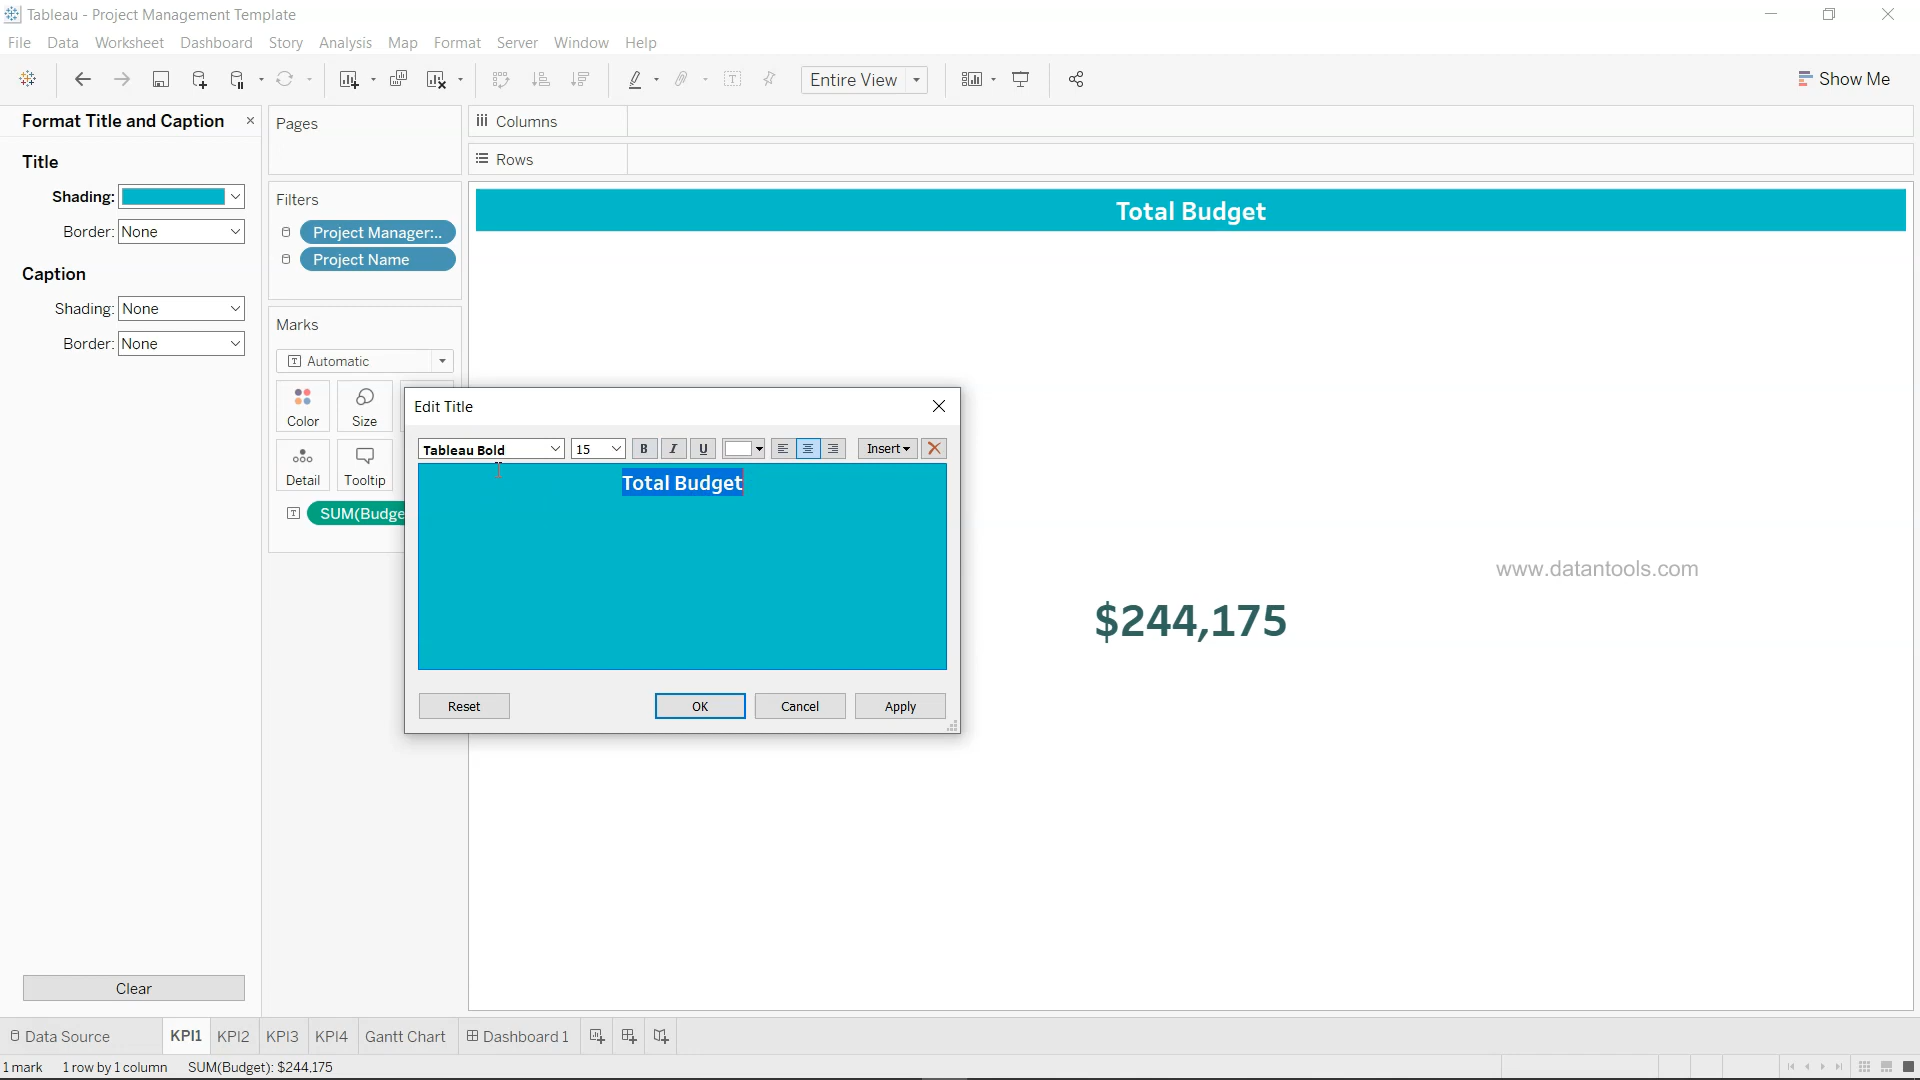 Tableau - Project Management Template
File Data Worksheet Dashboard Story Analysis Map Format Server Window Help
Entire View
Show Me
Format Title and Caption
Title
Shading:
Border: None
Caption
Shading: None
Border: None
Clear
Pages
Filters
Project Manager:..
Project Name
Marks
Automatic
Color Size
Detail Tooltip
SUM(Budge
Columns
Rows
Total Budget
Edit Title
Tableau Bold 15 B I U Insert
Total Budget
Reset OK Cancel Apply
www.datantools.com
$244,175
Data Source KPI1 KPI2 KPI3 KPI4 Gantt Chart Dashboard 1
1 mark 1 row by 1 column SUM(Budget): $244,175